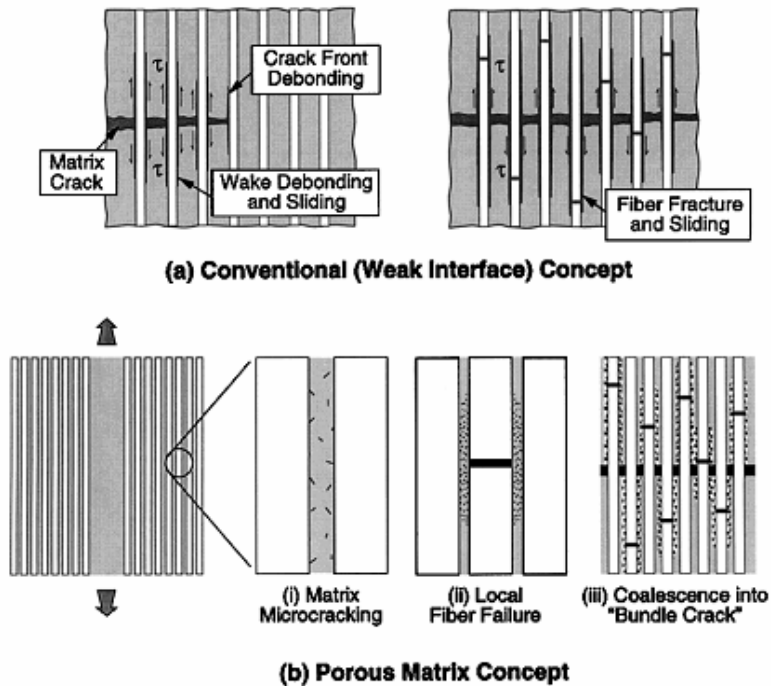 τ
Crack Front
Debonding
Matrix
Crack
τ
Wake Debonding
and Sliding
τ
τ
Fiber Fracture
and Sliding
(a) Conventional (Weak Interface) Concept
(i) Matrix
Microcracking
(ii) Local
Fiber Failure
(iii) Coalescence into
"Bundle Crack"
(b) Porous Matrix Concept